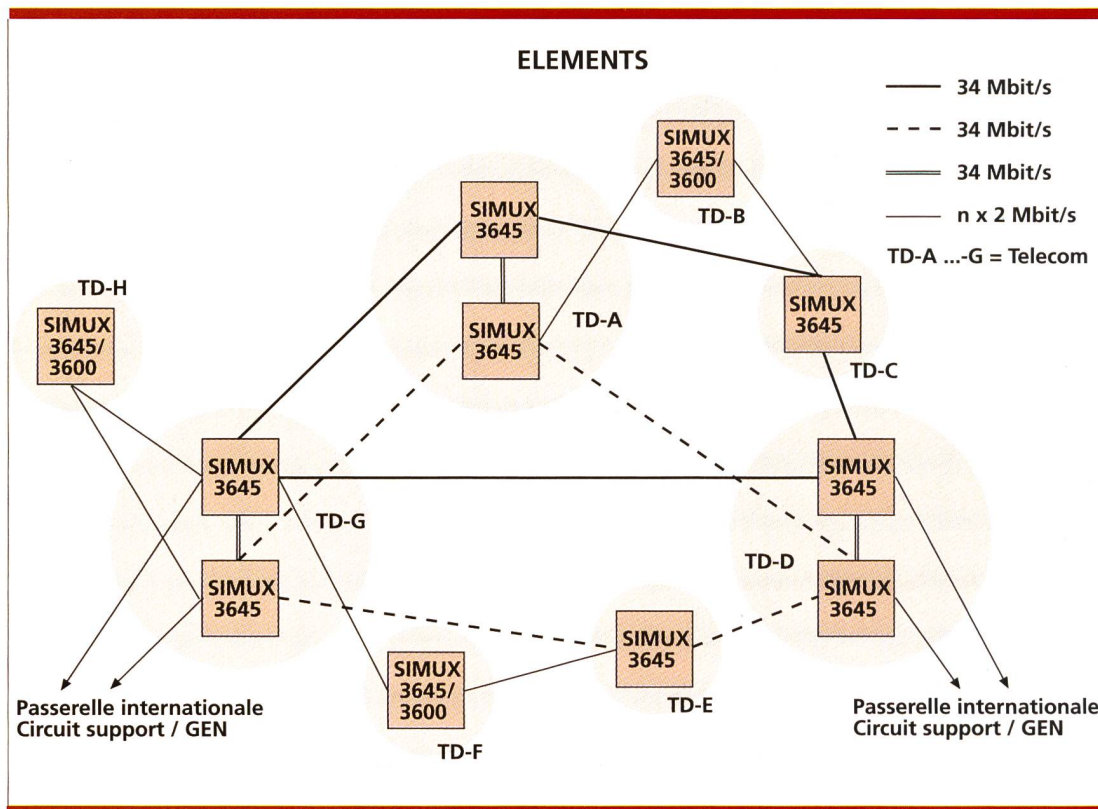 ELEMENTS
34 Mbit/s
34 Mbit/s
34 Mbit/s
n x 2 Mbit/s
TD-A ...-G = Telecom
SIMUX
3645/
3600
TD-B
SIMUX
3645
SIMUX
3645
TD-A
SIMUX
3645
TD-C
TD-H
SIMUX
3645/
3600
SIMUX
3645
TD-G
SIMUX
3645
SIMUX
3645
TD-D
SIMUX
3645
SIMUX
3645
TD-E
SIMUX
3645/
3600
TD-F
Passerelle internationale
Circuit support / GEN
Passerelle internationale
Circuit support / GEN